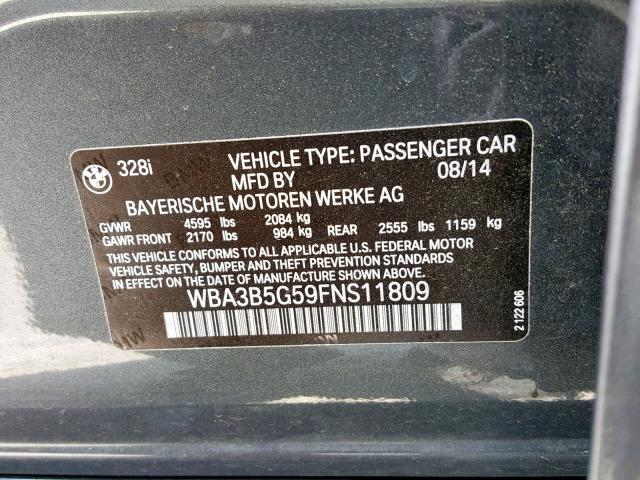 328i VEHICLE TYPE: PASSENGER CAR
MFD BY 08/14
BAYERISCHE MOTOREN WERKE AG
GVWR 4595 lbs 2084 kg
GAWR FRONT 2170 lbs 984 kg REAR 2555 lbs 1159 kg
THIS VEHICLE CONFORMS TO ALL APPLICABLE U.S. FEDERAL MOTOR
VEHICLE SAFETY, BUMPER AND THEFT PREVENTION STANDARDS
IN EFFECT ON THE DATE OF MANUFACTURE SHOWN ABOVE.
WBA3B5G59FNS11809
2 122 606